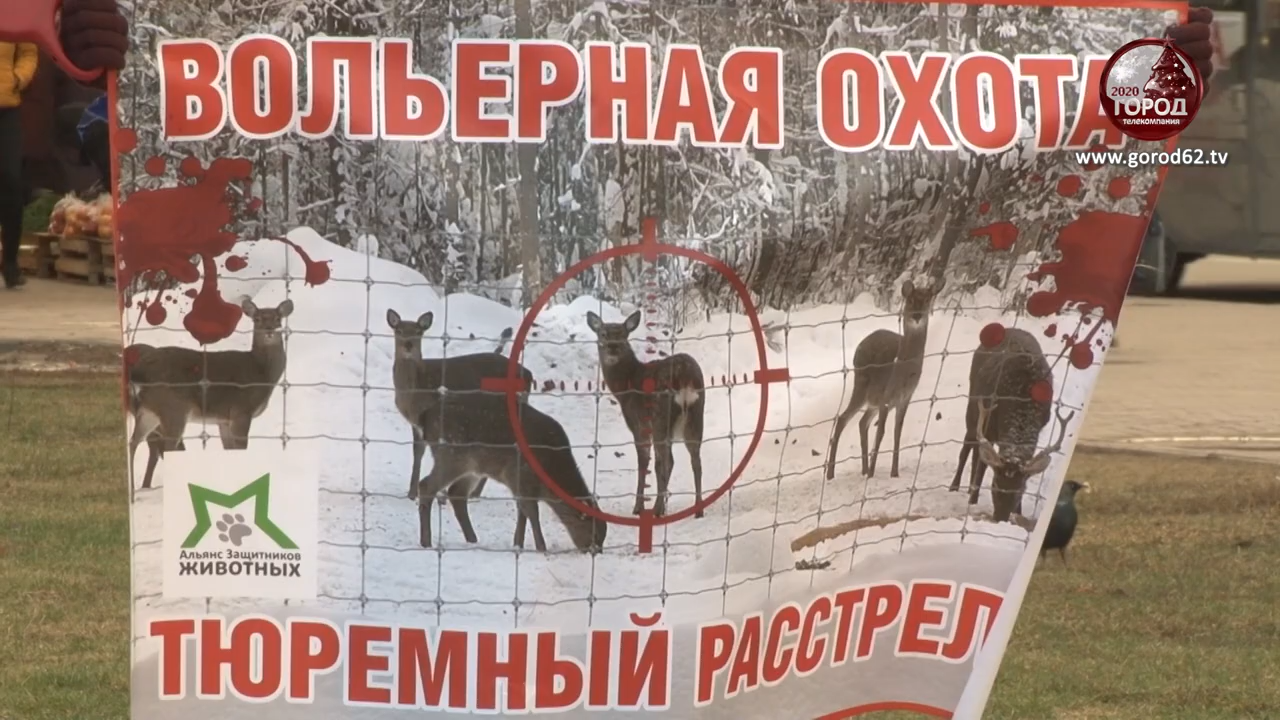 ВОЛЬЕРНАЯ ОХОТА
2020
ГОРОД
телекомпания
www.gorod62.tv
Альянс Защитников
ЖИВОТНЫХ
ТЮРЕМНЫЙ РАССТРЕЛ